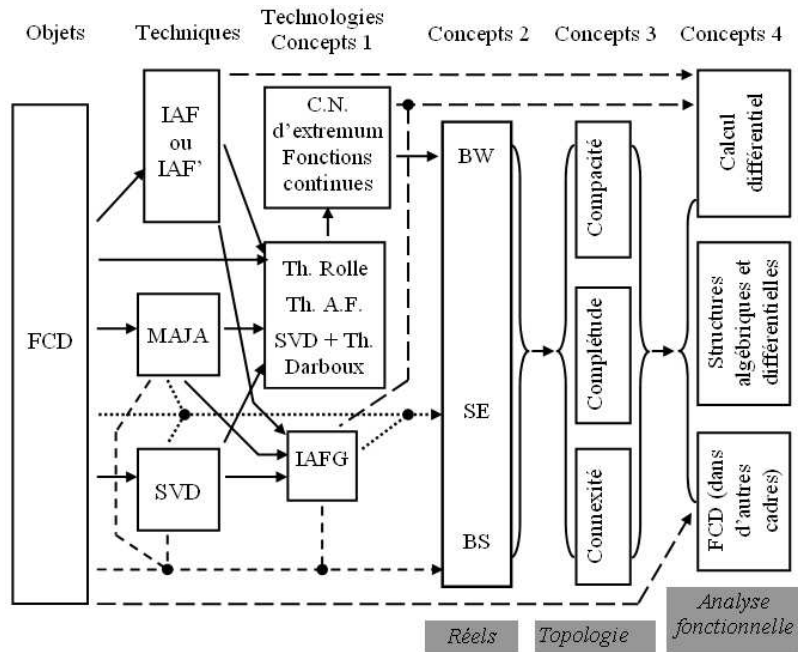 Objets
Techniques
Technologies
Concepts 1
Concepts 2
Concepts 3
Concepts 4
FCD
IAF
ou
IAF’
MAJA
SVD
C.N.
d’extremum
Fonctions
continues
Th. Rolle
Th. A.F.
SVD + Th.
Darboux
IAFG
BW
SE
BS
Compacité
Complétude
Connexité
Calcul
différentiel
Structures
algébriques et
différentielles
FCD (dans
d’autres
cadres)
Réels
Topologie
Analyse
fonctionnelle